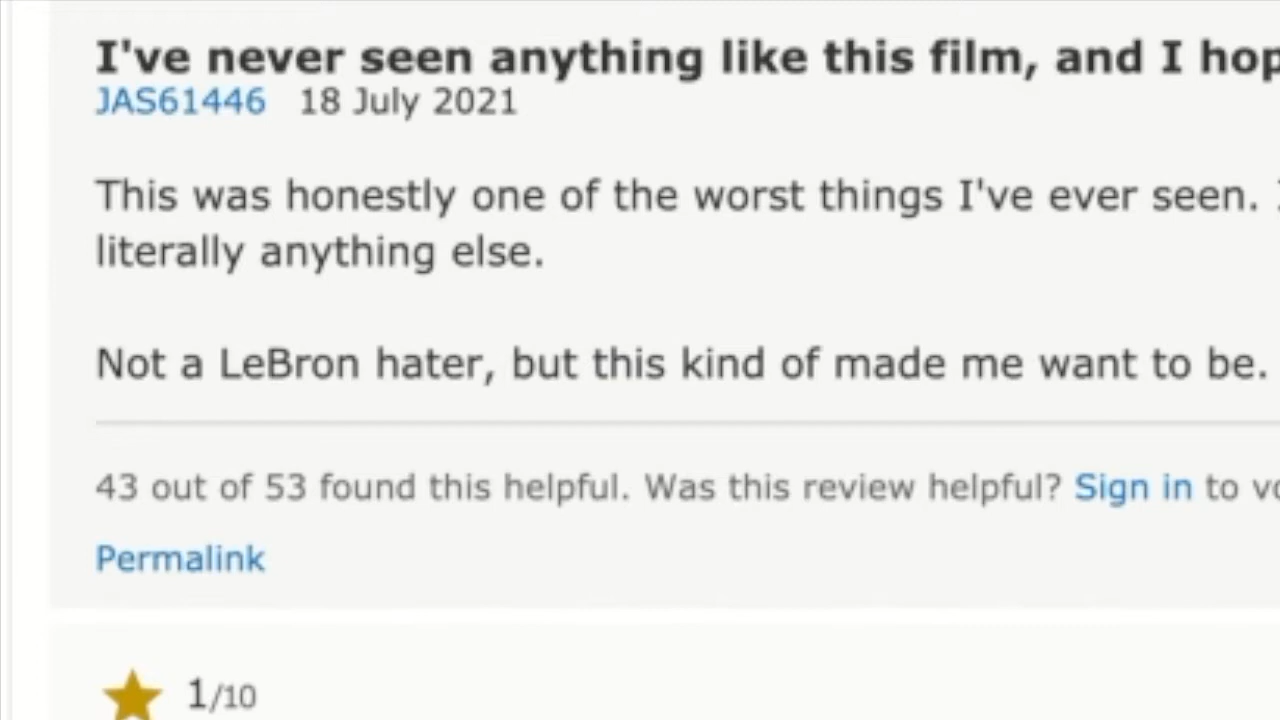 I've never seen anything like this film, and I
JAS61446 18 July 2021
This was honestly one of the worst things I've ever seen.
literally anything else.
Not a LeBron hater, but this kind of made me want to be.
43 out of 53 found this helpful. Was this review helpful? Sign in to
Permalink
1/10